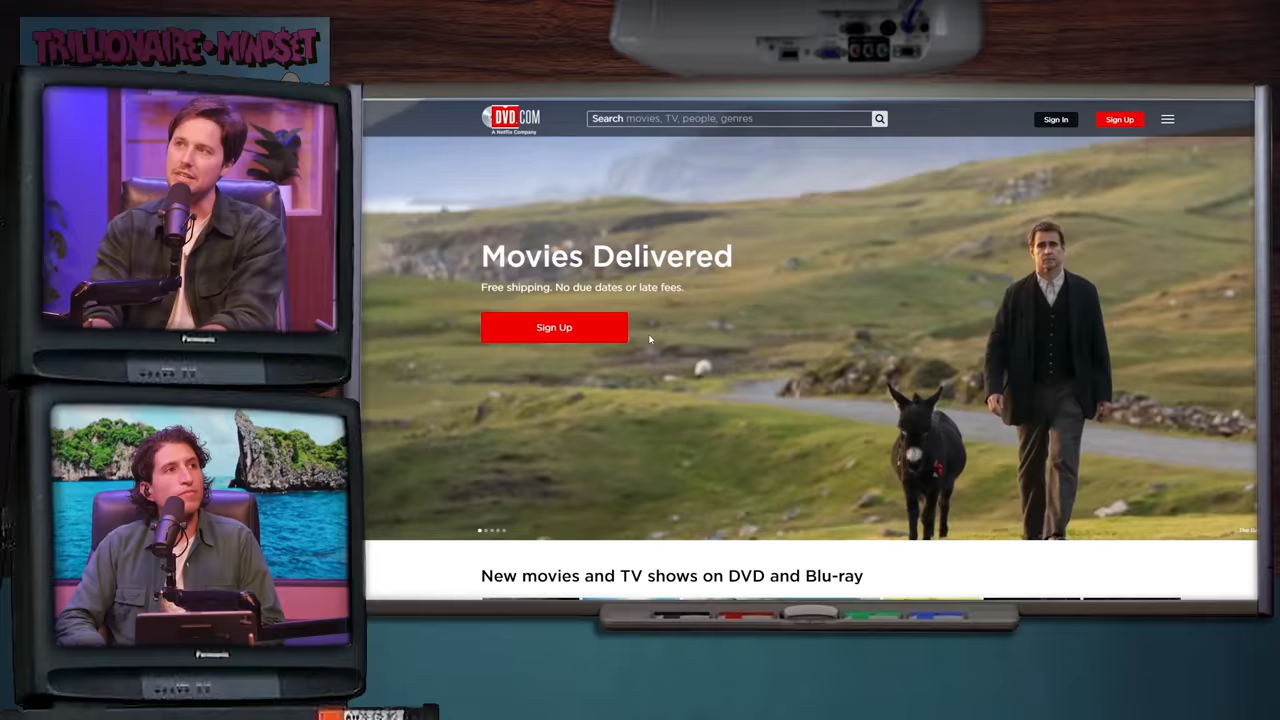 TRILLIONAIRE•MIND$ET
DVD.COM
A Netflix Company
Search movies, TV, people, genres
Sign In
Sign Up
Movies Delivered
Free shipping. No due dates or late fees.
Sign Up
New movies and TV shows on DVD and Blu-ray
Panasonic
Panasonic